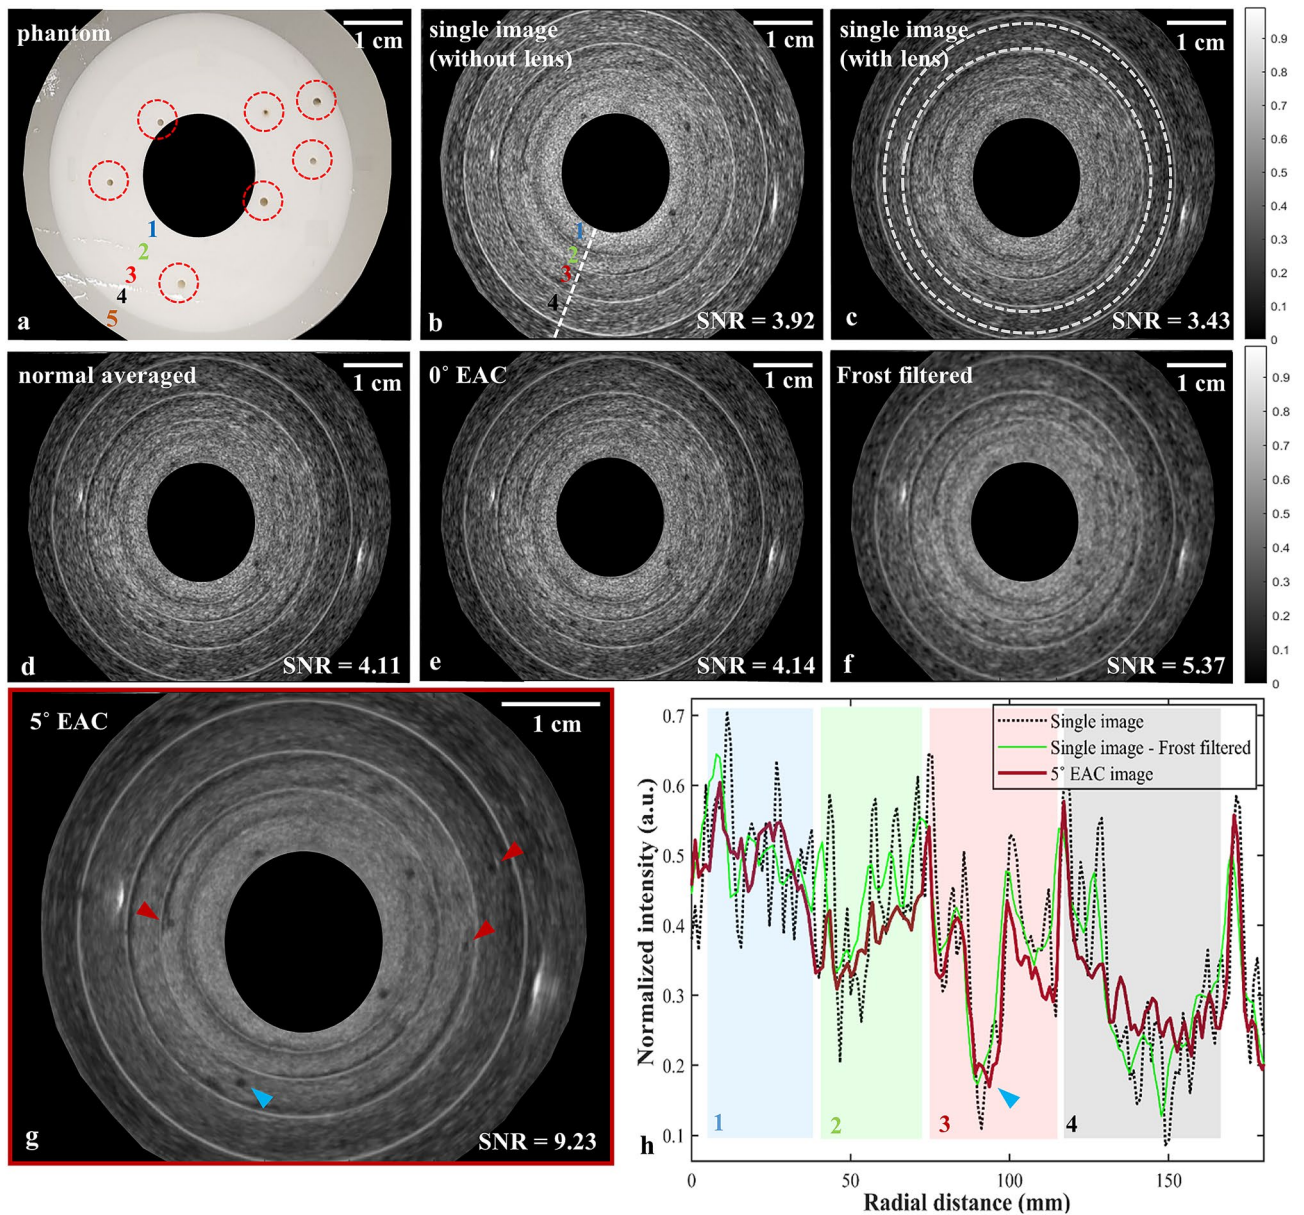 phantom
1 cm
1
2
3
4
5
a
single image
(without lens)
1 cm
1
2
3
4
b
SNR = 3.92
single image
(with lens)
1 cm
c
SNR = 3.43
0.9
0.8
0.7
0.6
0.5
0.4
0.3
0.2
0.1
0
normal averaged
1 cm
d
SNR = 4.11
0° EAC
1 cm
e
SNR = 4.14
Frost filtered
1 cm
f
SNR = 5.37
0.9
0.8
0.7
0.6
0.5
0.4
0.3
0.2
0.1
0
5° EAC
1 cm
g
SNR = 9.23
Normalized intensity (a.u.)
0.7
0.6
0.5
0.4
0.3
0.2
0.1
Single image
Single image - Frost filtered
5° EAC image
1
2
3
4
h
0
50
100
150
Radial distance (mm)